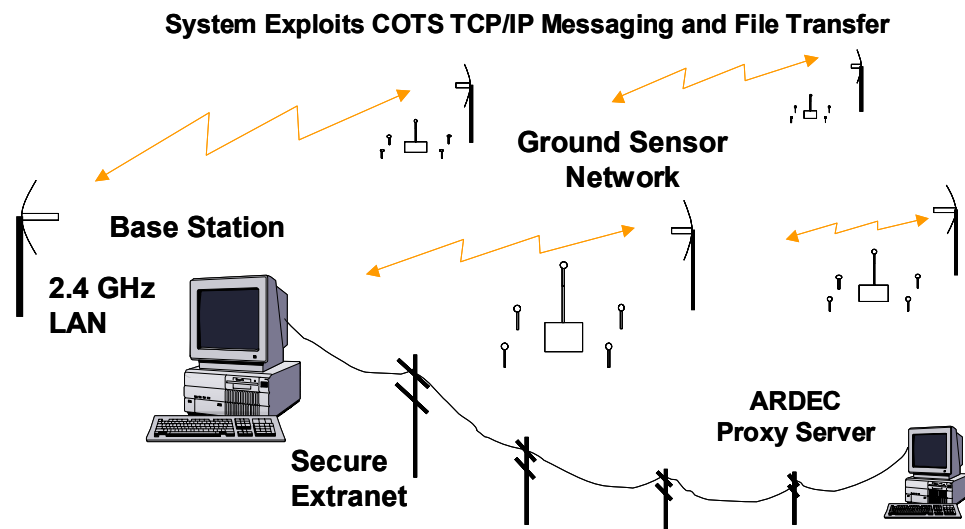 System Exploits COTS TCP/IP Messaging and File Transfer
Ground Sensor
Network
Base Station
2.4 GHz
LAN
ARDEC
Proxy Server
Secure
Extranet